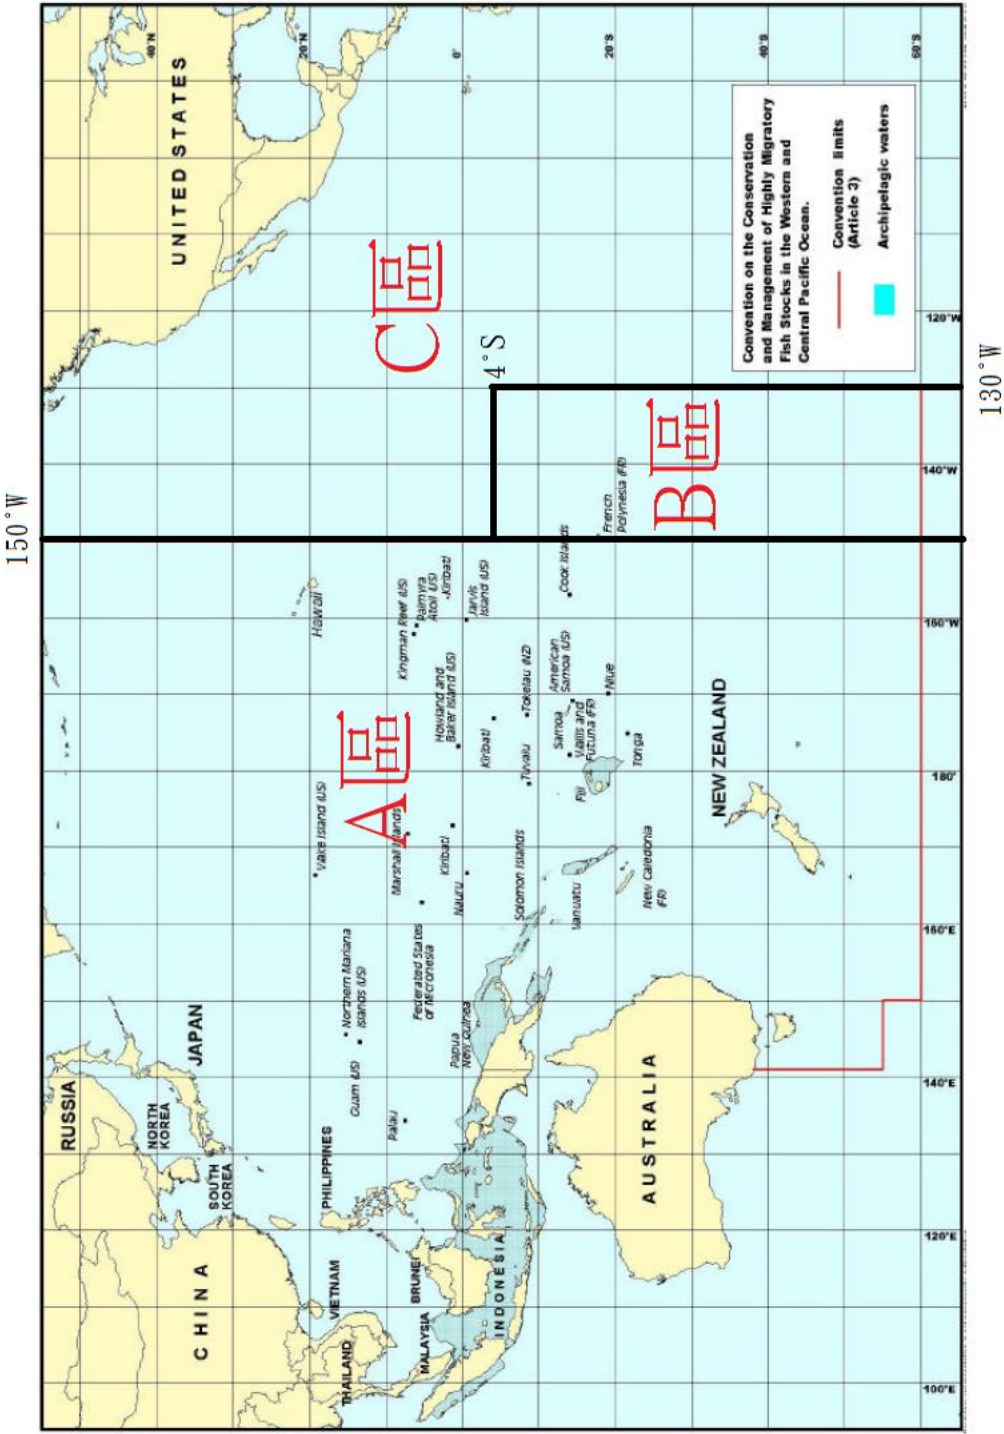 150°W
130°W
4°S
A區
B區
C區
40°N
20°N
0°
20°S
40°S
60°S
120°W
140°W
160°W
180°
160°E
140°E
120°E
100°E
UNITED STATES
Convention on the Conservation
and Management of Highly Migratory
Fish Stocks in the Western and
Central Pacific Ocean.
Convention limits
(Article 3)
Archipelagic waters
French
Polynesia (FR)
Cook Islands
Hawaii
Kingman Reef (US)
Palmyra
Atoll (US)
Kiribati
Jarvis
Island (US)
Howland and
Baker Island (US)
Kiribati
Tokelau (NZ)
American
Samoa (US)
Samoa
Wallis and
Futuna (FR)
Niue
Tonga
Tuvalu
Fiji
NEW ZEALAND
Wake Island (US)
Marshall Islands
Kiribati
Nauru
Solomon Islands
Vanuatu
New Caledonia
(FR)
Northern Mariana
Islands (US)
Federated States
of Micronesia
Papua
New Guinea
Guam (US)
Palau
RUSSIA
JAPAN
NORTH
KOREA
SOUTH
KOREA
PHILIPPINES
CHINA
VIETNAM
THAILAND
BRUNEI
MALAYSIA
INDONESIA
AUSTRALIA